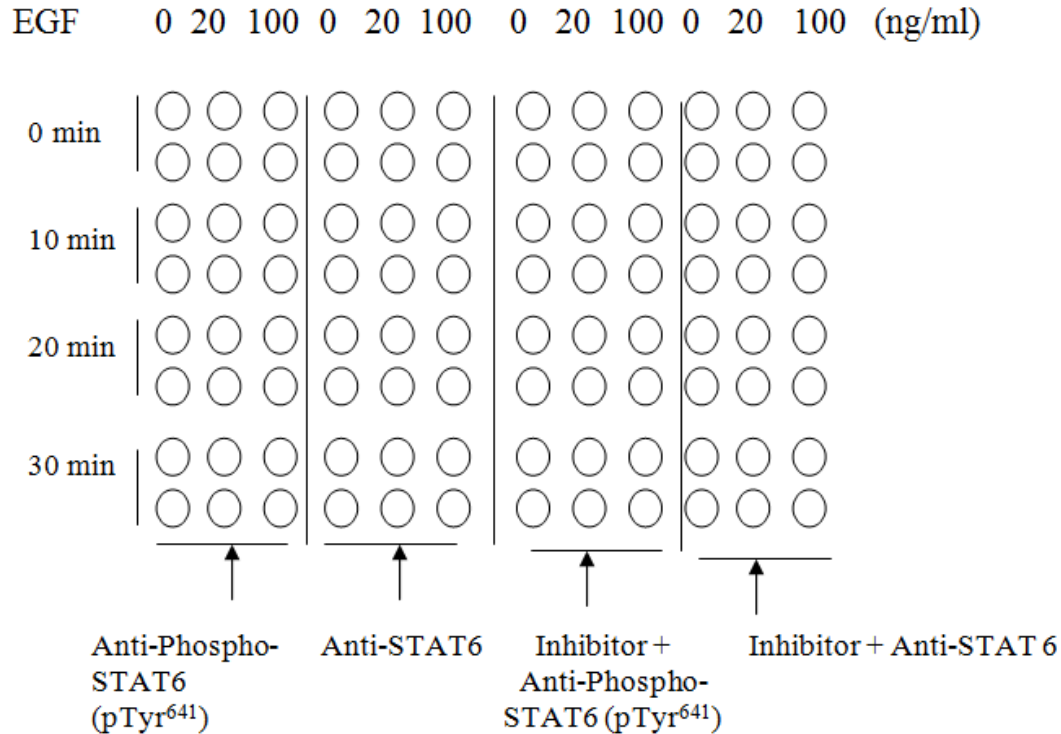 EGF 0 20 100 0 20 100 0 20 100 0 20 100 (ng/ml)
0 min
10 min
20 min
30 min
Anti-Phospho-
STAT6
(pTyr⁶⁴¹)
Anti-STAT6
Inhibitor +
Anti-Phospho-
STAT6 (pTyr⁶⁴¹)
Inhibitor + Anti-STAT 6